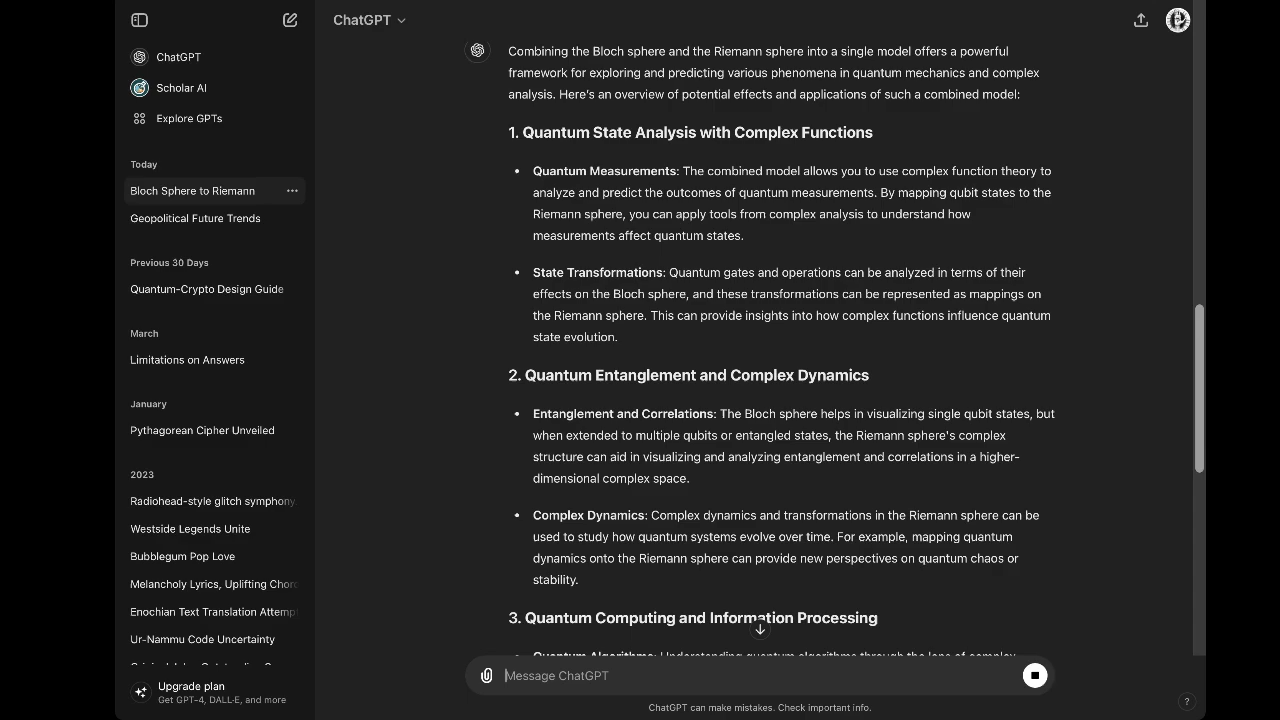 ChatGPT
ChatGPT
Scholar AI
Explore GPTs
Today
Bloch Sphere to Riemann
Geopolitical Future Trends
Previous 30 Days
Quantum-Crypto Design Guide
March
Limitations on Answers
January
Pythagorean Cipher Unveiled
2023
Radiohead-style glitch symphony
Westside Legends Unite
Bubblegum Pop Love
Melancholy Lyrics, Uplifting Chor
Enochian Text Translation Attemp
Ur-Nammu Code Uncertainty
Upgrade plan
Get GPT-4, DALL·E, and more
Combining the Bloch sphere and the Riemann sphere into a single model offers a powerful
framework for exploring and predicting various phenomena in quantum mechanics and complex
analysis. Here's an overview of potential effects and applications of such a combined model:
1. Quantum State Analysis with Complex Functions
• Quantum Measurements: The combined model allows you to use complex function theory to
analyze and predict the outcomes of quantum measurements. By mapping qubit states to the
Riemann sphere, you can apply tools from complex analysis to understand how
measurements affect quantum states.
• State Transformations: Quantum gates and operations can be analyzed in terms of their
effects on the Bloch sphere, and these transformations can be represented as mappings on
the Riemann sphere. This can provide insights into how complex functions influence quantum
state evolution.
2. Quantum Entanglement and Complex Dynamics
• Entanglement and Correlations: The Bloch sphere helps in visualizing single qubit states, but
when extended to multiple qubits or entangled states, the Riemann sphere's complex
structure can aid in visualizing and analyzing entanglement and correlations in a higher-
dimensional complex space.
• Complex Dynamics: Complex dynamics and transformations in the Riemann sphere can be
used to study how quantum systems evolve over time. For example, mapping quantum
dynamics onto the Riemann sphere can provide new perspectives on quantum chaos or
stability.
3. Quantum Computing and Information Processing
Quantum Algorithms: Understanding quantum algorithms through the lens of complex
Message ChatGPT
ChatGPT can make mistakes. Check important info.
?